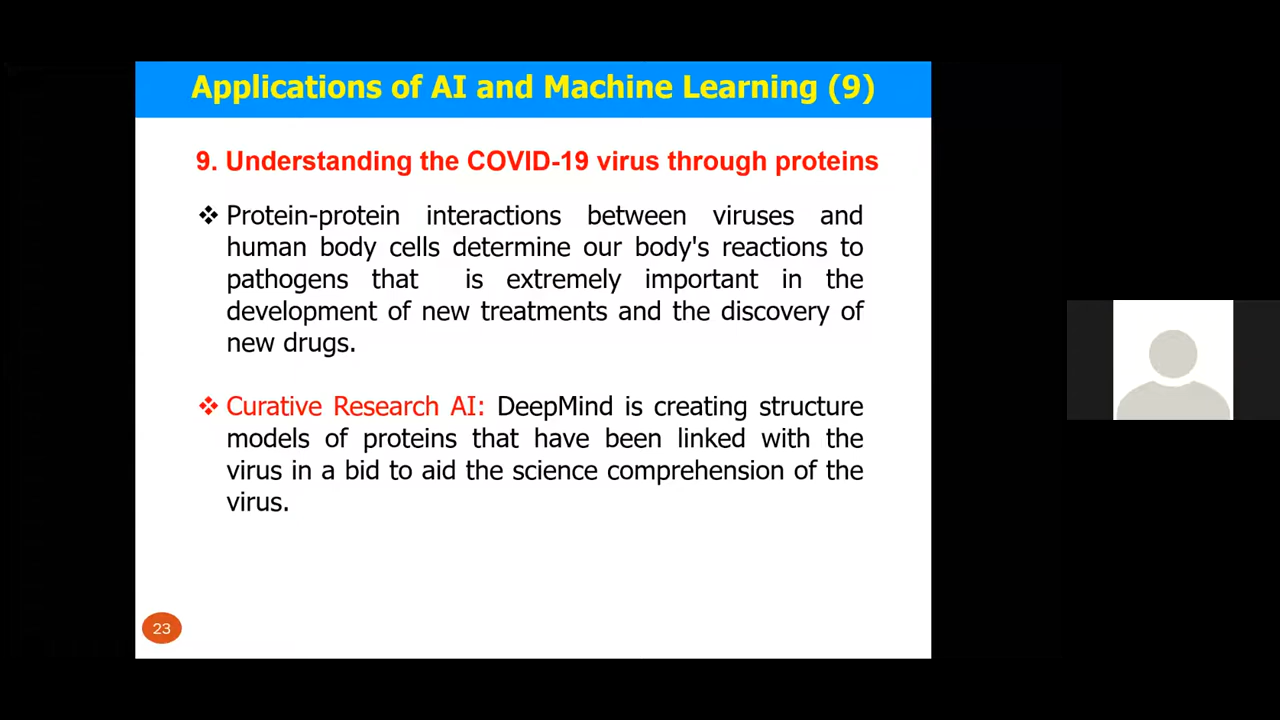 Applications of AI and Machine Learning (9)
9. Understanding the COVID-19 virus through proteins
❖ Protein-protein interactions between viruses and
human body cells determine our body's reactions to
pathogens that is extremely important in the
development of new treatments and the discovery of
new drugs.
❖ Curative Research AI: DeepMind is creating structure
models of proteins that have been linked with the
virus in a bid to aid the science comprehension of the
virus.
23